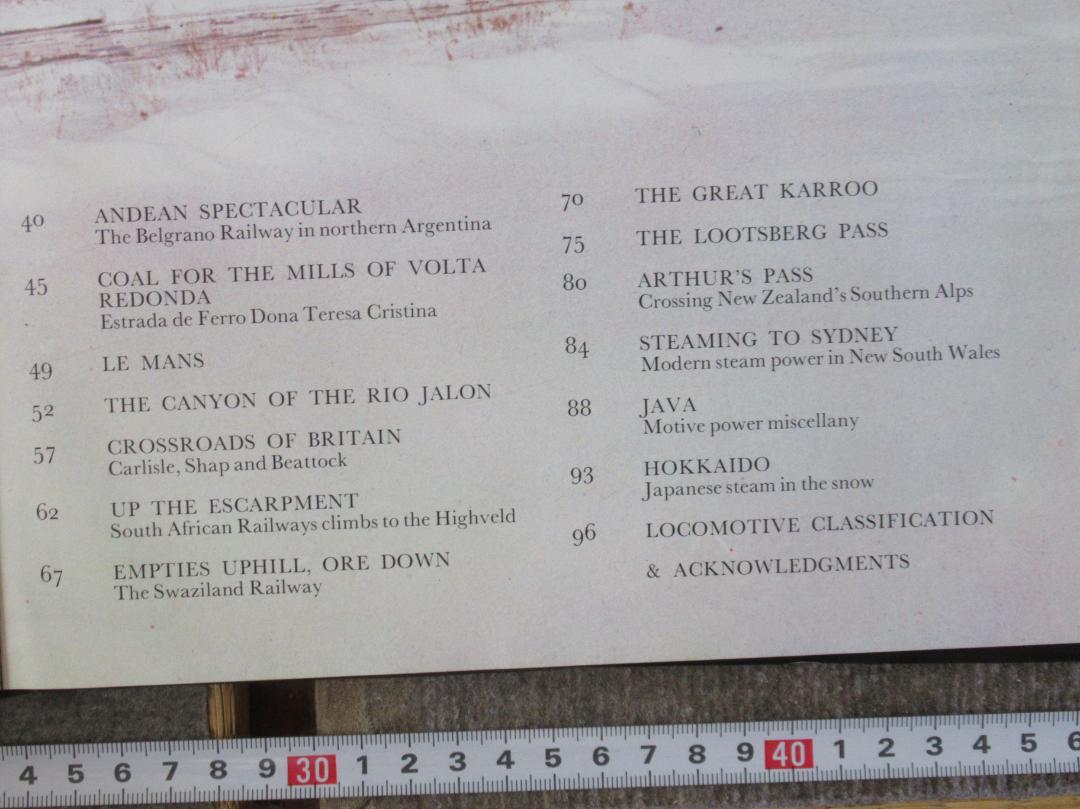 40 ANDEAN SPECTACULAR
The Belgrano Railway in northern Argentina
45 COAL FOR THE MILLS OF VOLTA
REDONDA
Estrada de Ferro Dona Teresa Cristina
49 LE MANS
52 THE CANYON OF THE RIO JALON
57 CROSSROADS OF BRITAIN
Carlisle, Shap and Beattock
62 UP THE ESCARPMENT
South African Railways climbs to the Highveld
67 EMPTIES UPHILL, ORE DOWN
The Swaziland Railway
70 THE GREAT KARROO
75 THE LOOTSBERG PASS
80 ARTHUR'S PASS
Crossing New Zealand's Southern Alps
84 STEAMING TO SYDNEY
Modern steam power in New South Wales
88 JAVA
Motive power miscellany
93 HOKKAIDO
Japanese steam in the snow
96 LOCOMOTIVE CLASSIFICATION
& ACKNOWLEDGMENTS
4 5 6 7 8 9 30 1 2 3 4 5 6 7 8 9 40 1 2 3 4 5 6